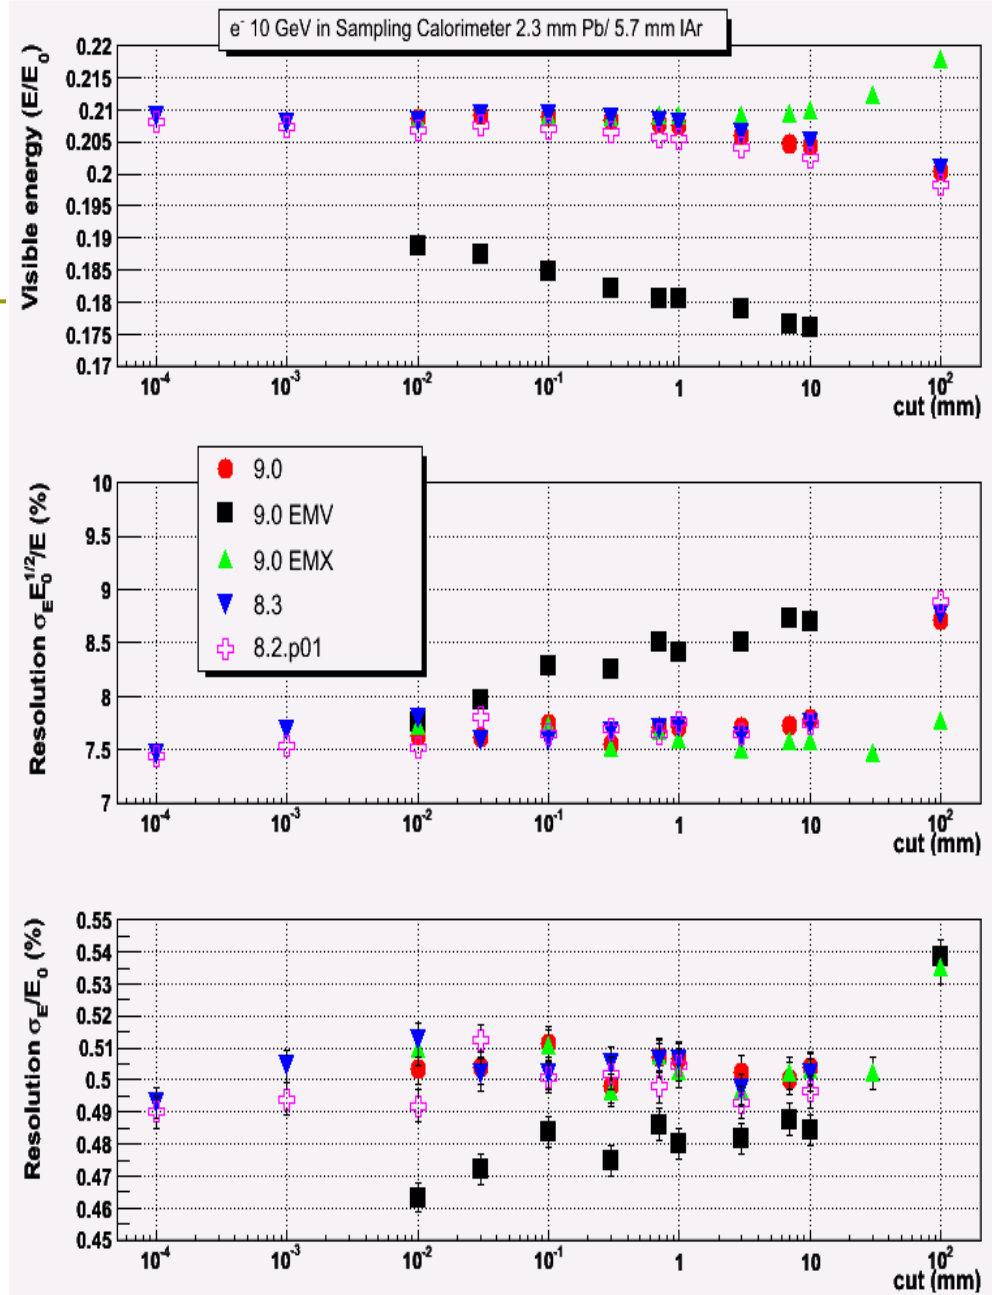 e⁻ 10 GeV in Sampling Calorimeter 2.3 mm Pb/ 5.7 mm lAr
Visible energy (E/E₀)
0.22
0.215
0.21
0.205
0.2
0.195
0.19
0.185
0.18
0.175
0.17
10⁻⁴ 10⁻³ 10⁻² 10⁻¹ 1 10 10²
cut (mm)
9.0
9.0 EMV
9.0 EMX
8.3
8.2.p01
Resolution σ_E E₀^1/2/E (%)
10
9.5
9
8.5
8
7.5
7
10⁻⁴ 10⁻³ 10⁻² 10⁻¹ 1 10 10²
cut (mm)
Resolution σ_E/E₀ (%)
0.55
0.54
0.53
0.52
0.51
0.5
0.49
0.48
0.47
0.46
0.45
10⁻⁴ 10⁻³ 10⁻² 10⁻¹ 1 10 10²
cut (mm)